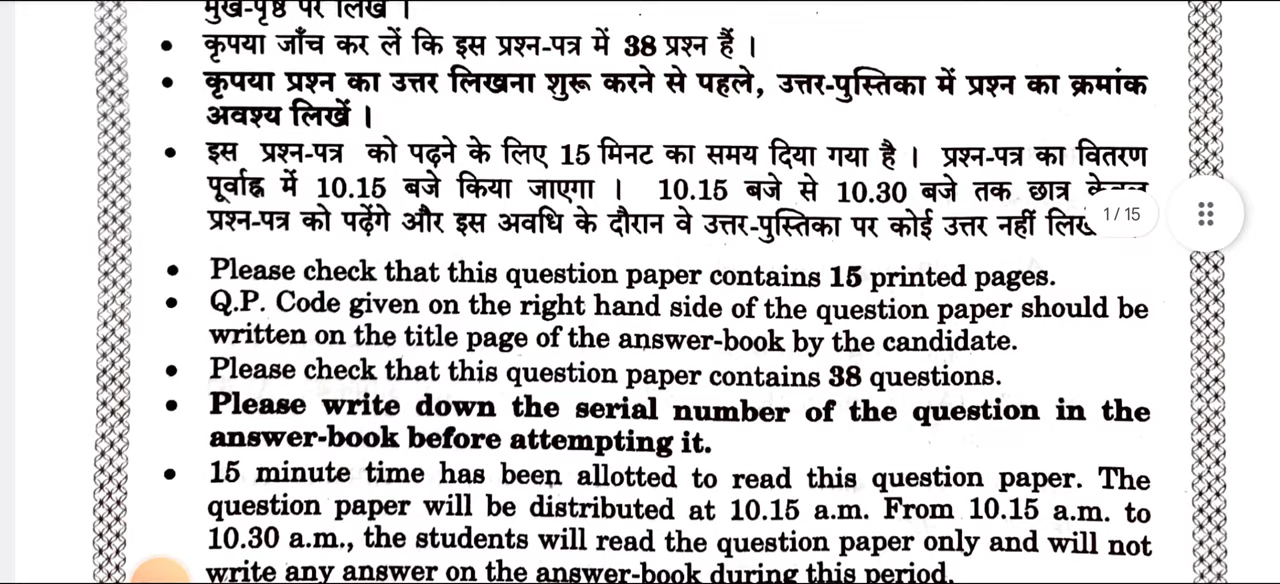 मुख-पृष्ठ पर लिखें ।
• कृपया जाँच कर लें कि इस प्रश्न-पत्र में 38 प्रश्न हैं ।
• कृपया प्रश्न का उत्तर लिखना शुरू करने से पहले, उत्तर-पुस्तिका में प्रश्न का क्रमांक
अवश्य लिखें ।
• इस प्रश्न-पत्र को पढ़ने के लिए 15 मिनट का समय दिया गया है । प्रश्न-पत्र का वितरण
पूर्वाह्न में 10.15 बजे किया जाएगा । 10.15 बजे से 10.30 बजे तक छात्र केवल
प्रश्न-पत्र को पढ़ेंगे और इस अवधि के दौरान वे उत्तर-पुस्तिका पर कोई उत्तर नहीं
1/15
• Please check that this question paper contains 15 printed pages.
• Q.P. Code given on the right hand side of the question paper should be
written on the title page of the answer-book by the candidate.
• Please check that this question paper contains 38 questions.
• Please write down the serial number of the question in the
answer-book before attempting it.
• 15 minute time has been allotted to read this question paper. The
question paper will be distributed at 10.15 a.m. From 10.15 a.m. to
10.30 a.m., the students will read the question paper only and will not
write any answer on the answer-book during this period.